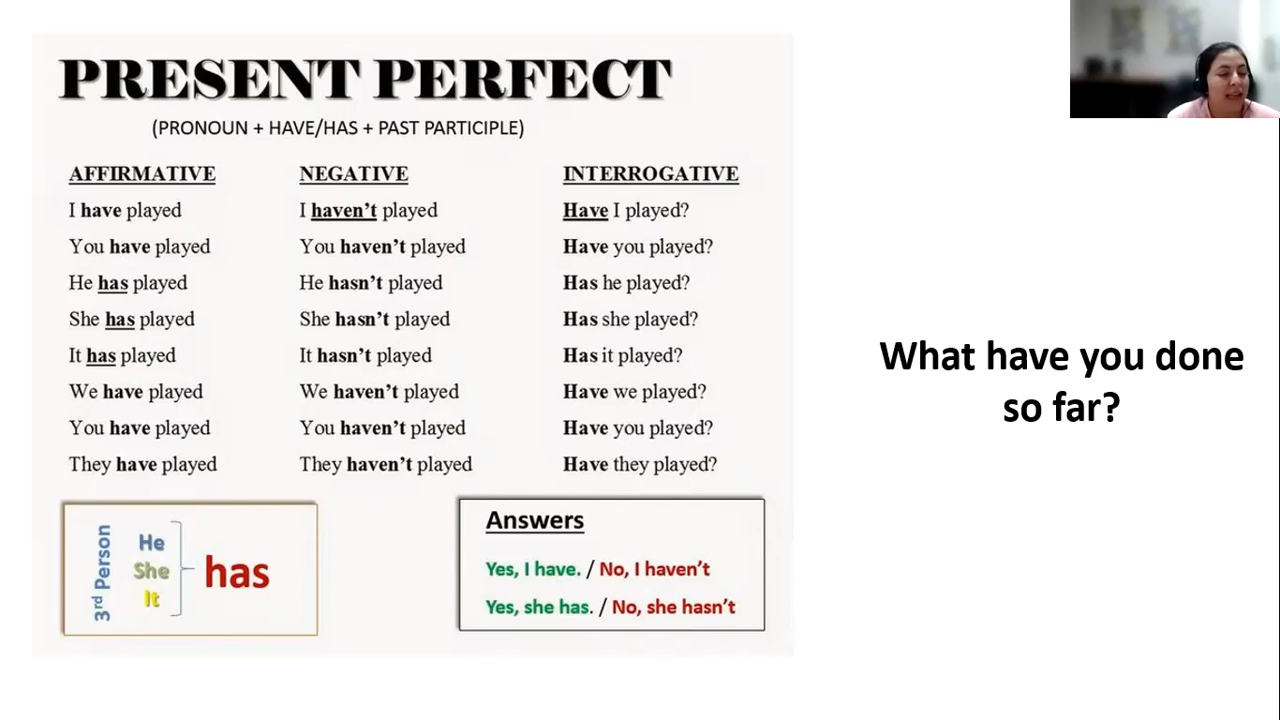 PRESENT PERFECT
(PRONOUN + HAVE/HAS + PAST PARTICIPLE)
AFFIRMATIVE
I have played
You have played
He has played
She has played
It has played
We have played
You have played
They have played
NEGATIVE
I haven't played
You haven't played
He hasn't played
She hasn't played
It hasn't played
We haven't played
You haven't played
They haven't played
INTERROGATIVE
Have I played?
Have you played?
Has he played?
Has she played?
Has it played?
Have we played?
Have you played?
Have they played?
3rd Person
He
She
It
has
Answers
Yes, I have. / No, I haven't
Yes, she has. / No, she hasn't
What have you done
so far?